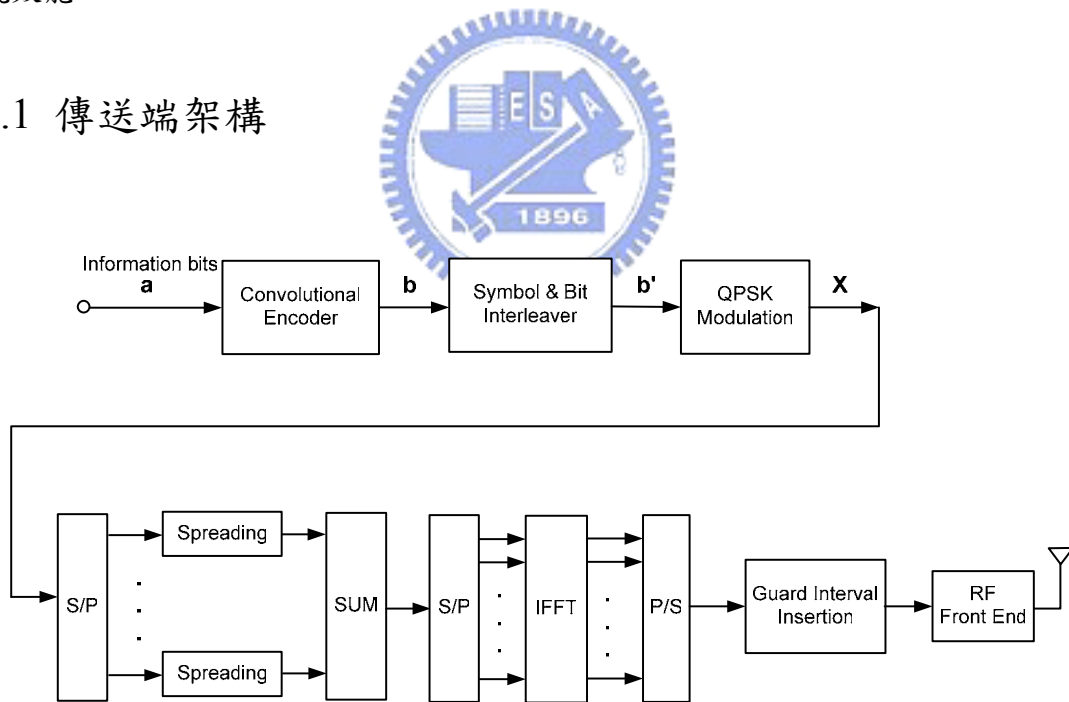 .1 傳送端架構
ESA
1896
Information bits
a
Convolutional
Encoder
b
Symbol & Bit
Interleaver
b'
QPSK
Modulation
X
S/P
Spreading
.
.
.
Spreading
SUM
S/P
.
.
.
IFFT
.
.
.
P/S
Guard Interval
Insertion
RF
Front End